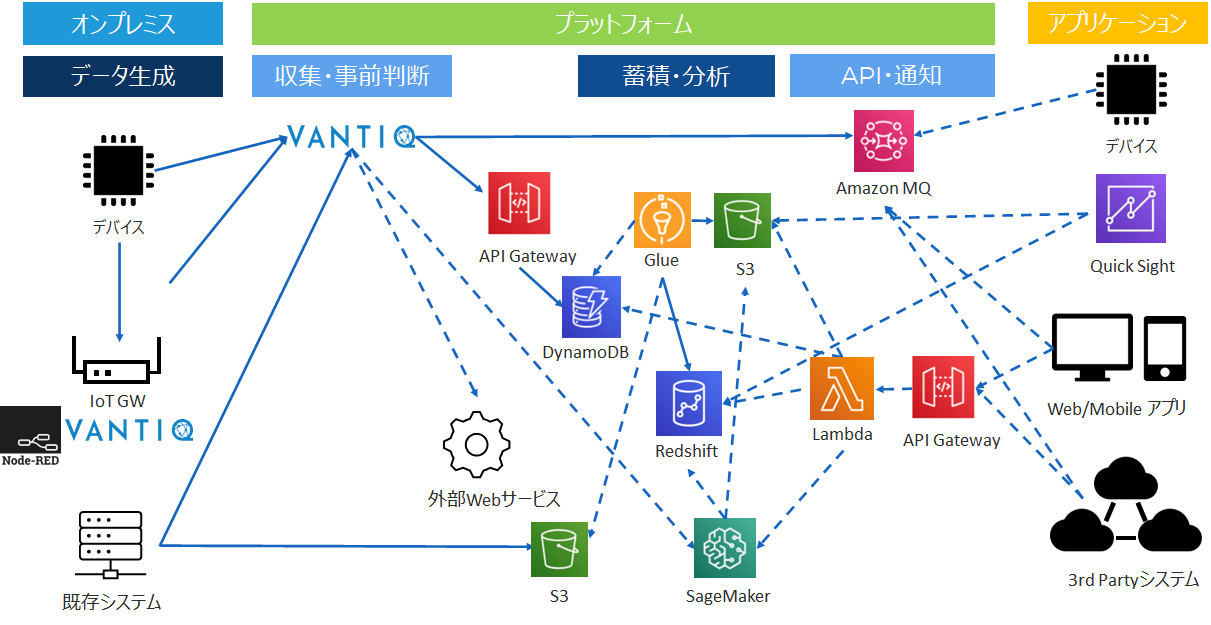 オンプレミス
プラットフォーム
アプリケーション
データ生成
収集・事前判断
蓄積・分析
API・通知
VANTIQ
デバイス
Amazon MQ
デバイス
API Gateway
Glue
S3
Quick Sight
DynamoDB
IoT GW
VANTIQ
Node-RED
Redshift
Lambda
API Gateway
Web/Mobile アプリ
外部Webサービス
既存システム
S3
SageMaker
3rd Partyシステム